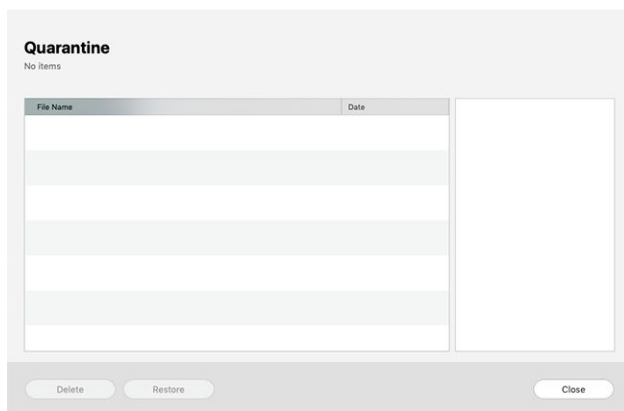 Quarantine
No items
File Name Date
Delete Restore Close